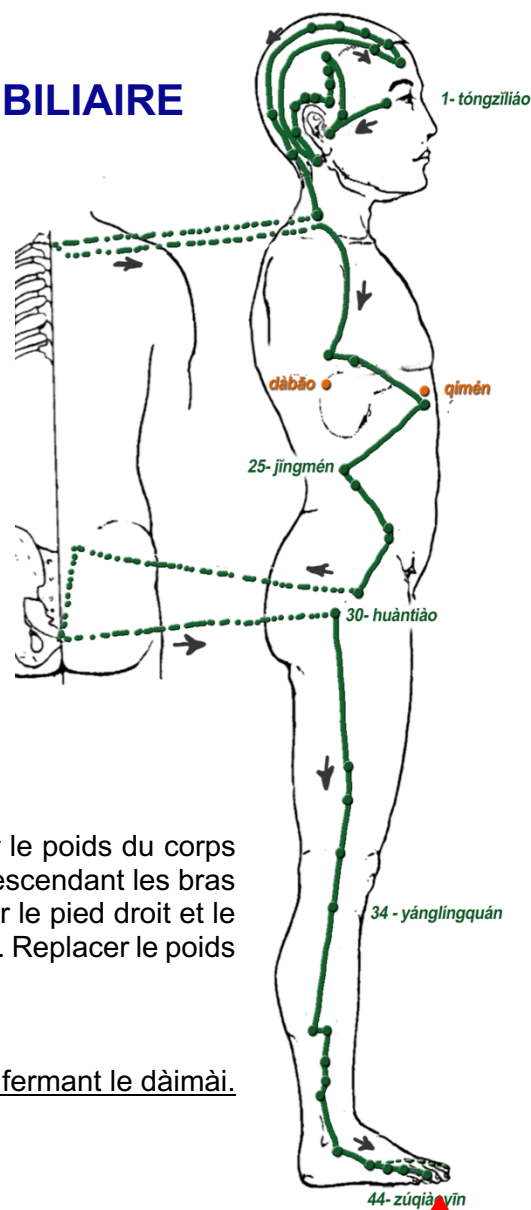 BILIAIRE
1- tóngzǐliáo
dàbāo
qímén
25- jīngmén
30- huàntiào
le poids du corps
escendant les bras
r le pied droit et le
. Replacer le poids
34 - yánglíngquán
fermant le dàimài.